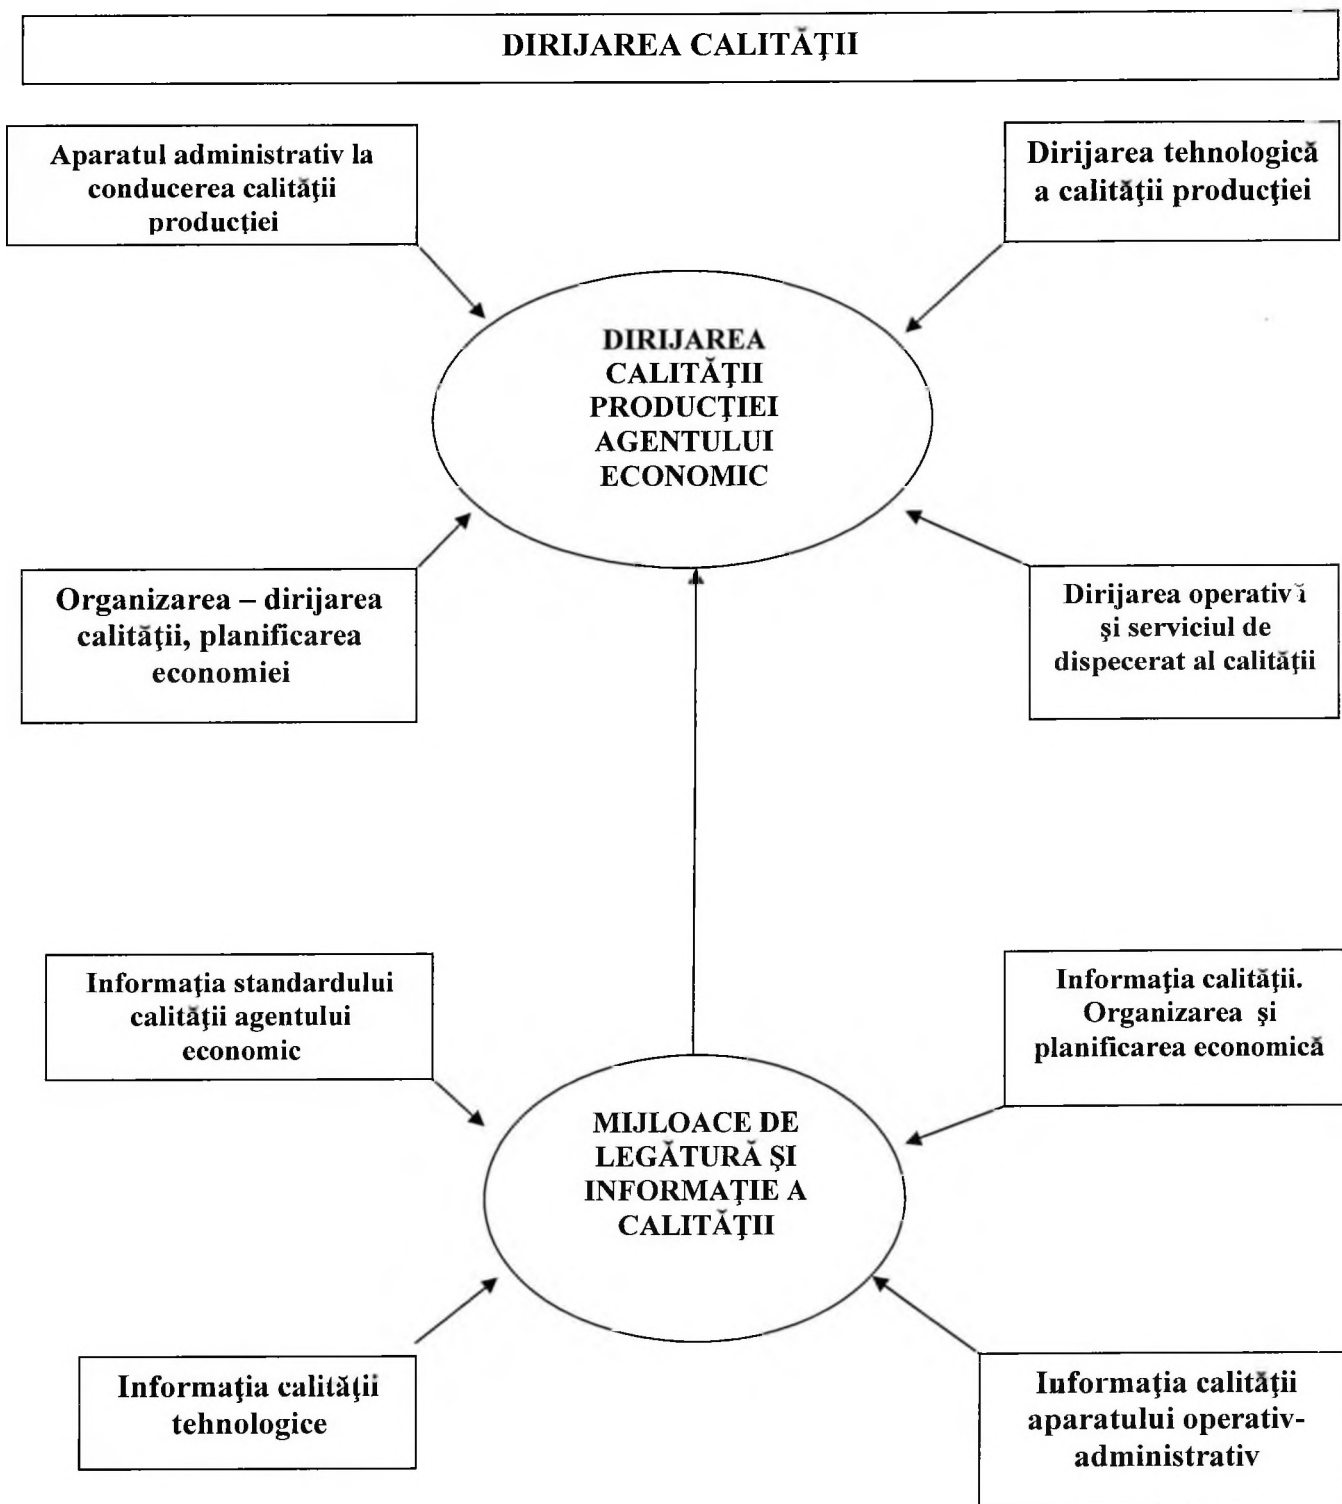 DIRIJAREA CALITĂŢII
Aparatul administrativ la
conducerea calităţii
producţiei
Dirijarea tehnologică
a calităţii producţiei
DIRIJAREA
CALITĂŢII
PRODUCŢIEI
AGENTULUI
ECONOMIC
Organizarea – dirijarea
calităţii, planificarea
economiei
Dirijarea operativă
şi serviciul de
dispecerat al calităţii
Informaţia standardului
calităţii agentului
economic
Informaţia calităţii.
Organizarea şi
planificarea economică
MIJLOACE DE
LEGĂTURĂ ŞI
INFORMAŢIE A
CALITĂŢII
Informaţia calităţii
tehnologice
Informaţia calităţii
aparatului operativ-
administrativ